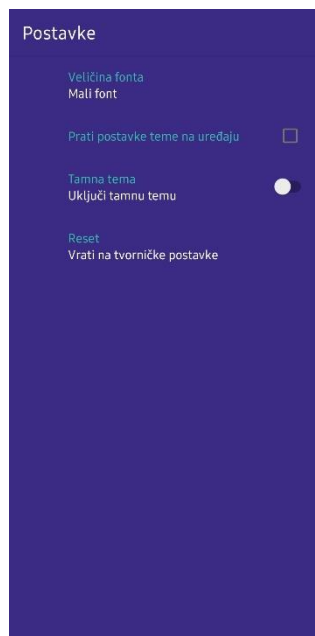 Postavke
Veličina fonta
Mali font
Prati postavke teme na uređaju
Tamna tema
Uključi tamnu temu
Reset
Vrati na tvorničke postavke